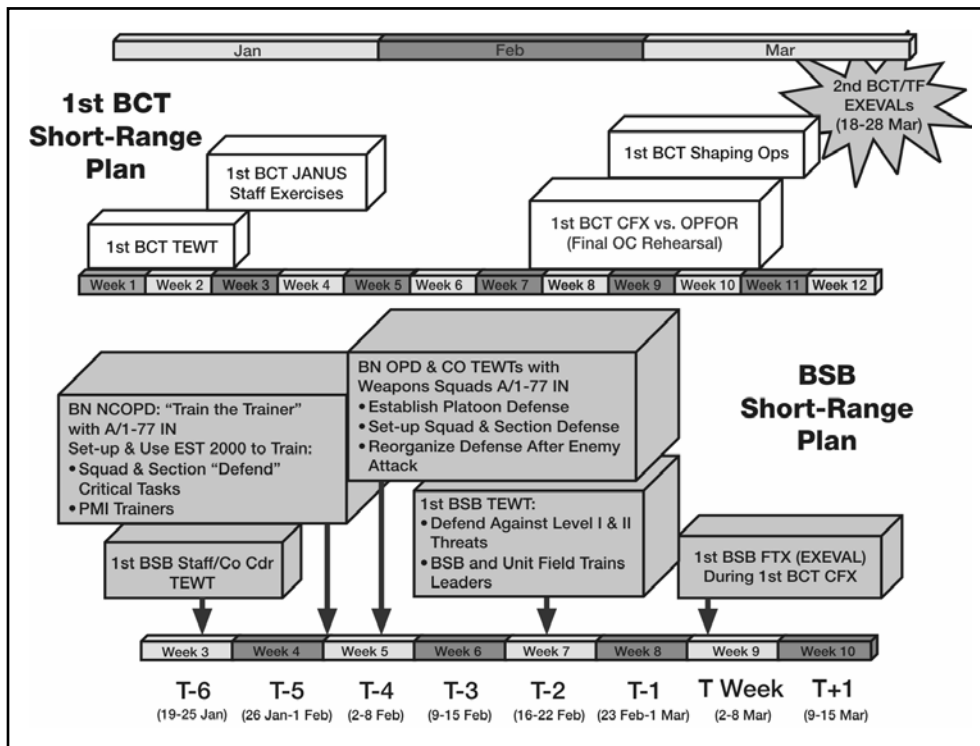 Jan Feb Mar
1st BCT
Short-Range
Plan
2nd BCT/TF
EXEVALs
(18-28 Mar)
1st BCT Shaping Ops
1st BCT JANUS
Staff Exercises
1st BCT CFX vs. OPFOR
(Final OC Rehearsal)
1st BCT TEWT
Week 1 Week 2 Week 3 Week 4 Week 5 Week 6 Week 7 Week 8 Week 9 Week 10 Week 11 Week 12
BN NCOPD: “Train the Trainer”
with A/1-77 IN
Set-up & Use EST 2000 to Train:
• Squad & Section “Defend”
Critical Tasks
• PMI Trainers
BN OPD & CO TEWTs with
Weapons Squads A/1-77 IN
• Establish Platoon Defense
• Set-up Squad & Section Defense
• Reorganize Defense After Enemy
Attack
BSB
Short-Range
Plan
1st BSB Staff/Co Cdr
TEWT
1st BSB TEWT:
• Defend Against Level I & II
Threats
• BSB and Unit Field Trains
Leaders
1st BSB FTX (EXEVAL)
During 1st BCT CFX
Week 3 Week 4 Week 5 Week 6 Week 7 Week 8 Week 9 Week 10
T-6 T-5 T-4 T-3 T-2 T-1 T Week T+1
(19-25 Jan) (26 Jan-1 Feb) (2-8 Feb) (9-15 Feb) (16-22 Feb) (23 Feb-1 Mar) (2-8 Mar) (9-15 Mar)